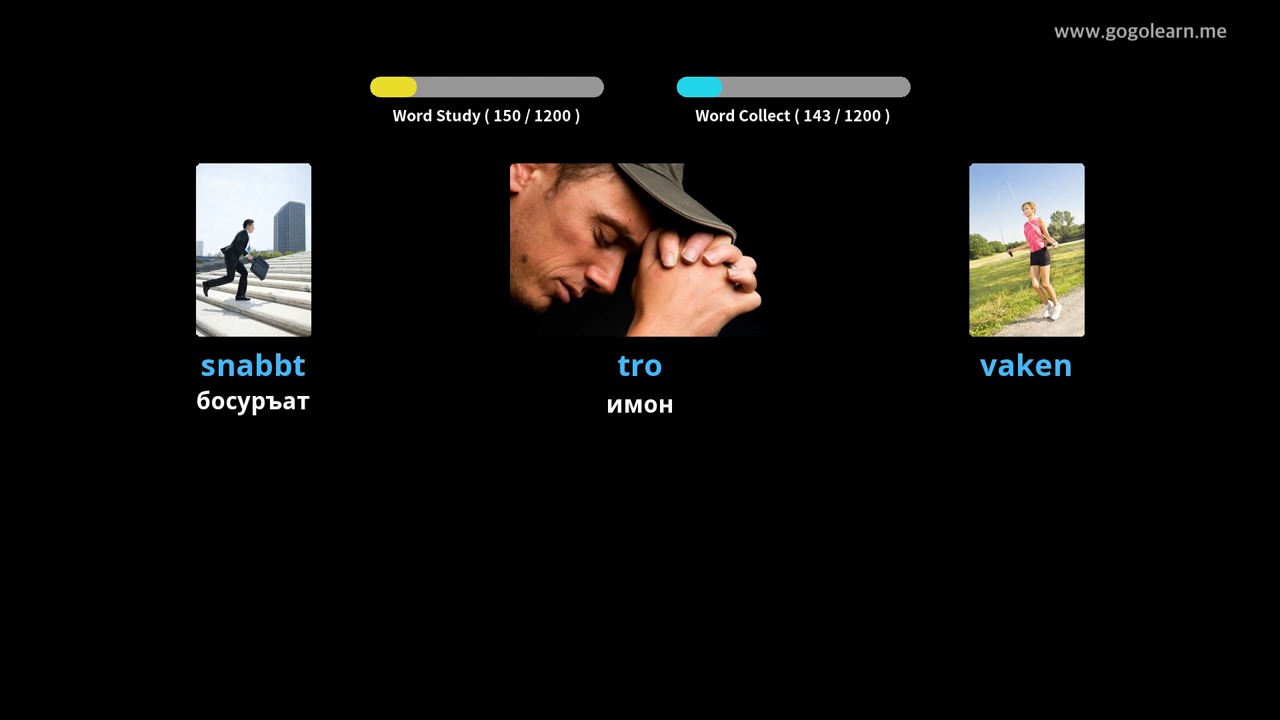 www.gogolearn.me
Word Study ( 150 / 1200 )
Word Collect ( 143 / 1200 )
snabbt
босуръат
tro
имон
vaken